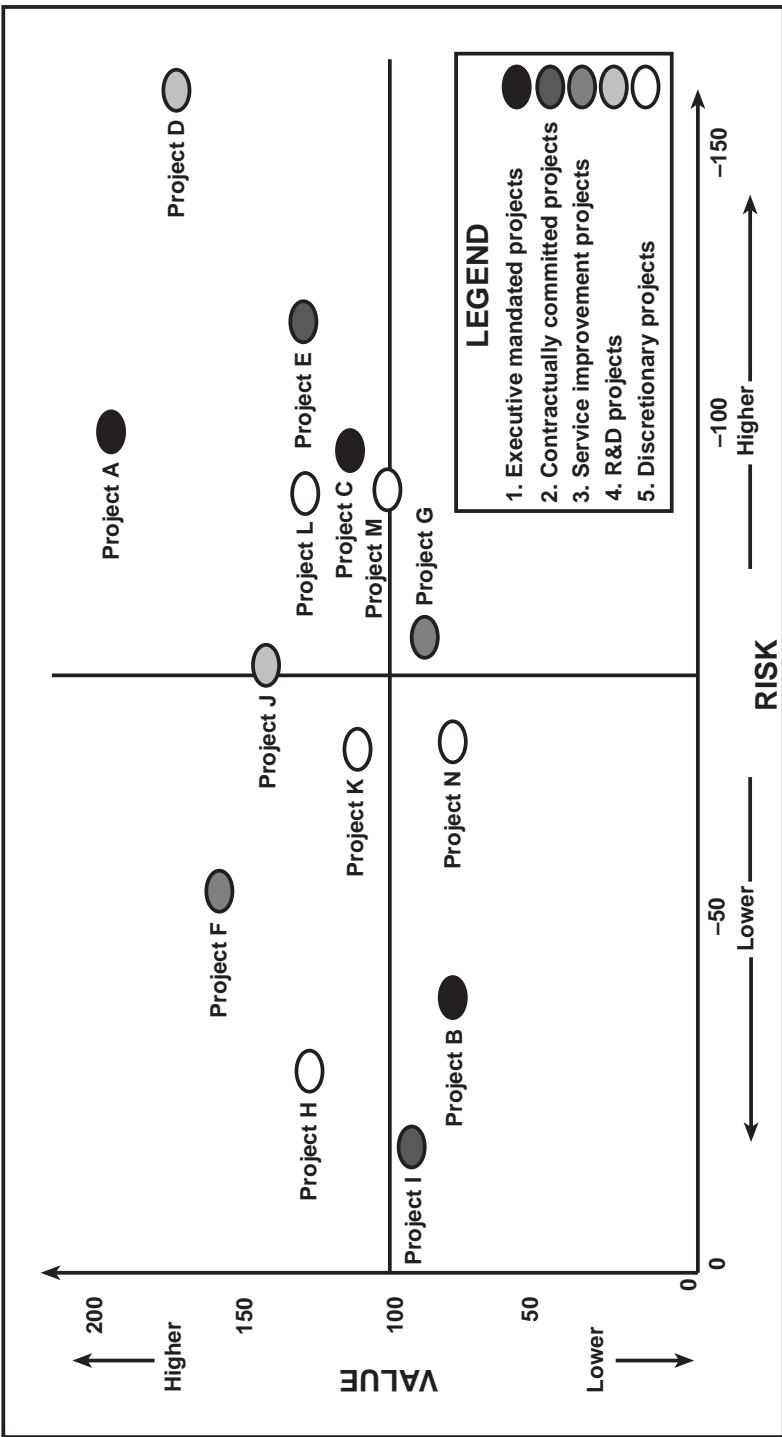 Project A
Project D
Project E
Project L
Project C
Project M
Project G
Project J
Project K
Project N
Project F
Project H
Project B
Project I
LEGEND
1. Executive mandated projects
2. Contractually committed projects
3. Service improvement projects
4. R&D projects
5. Discretionary projects
200
150
100
50
0
Higher
VALUE
Lower
0
–50
–100
–150
Lower
Higher
RISK